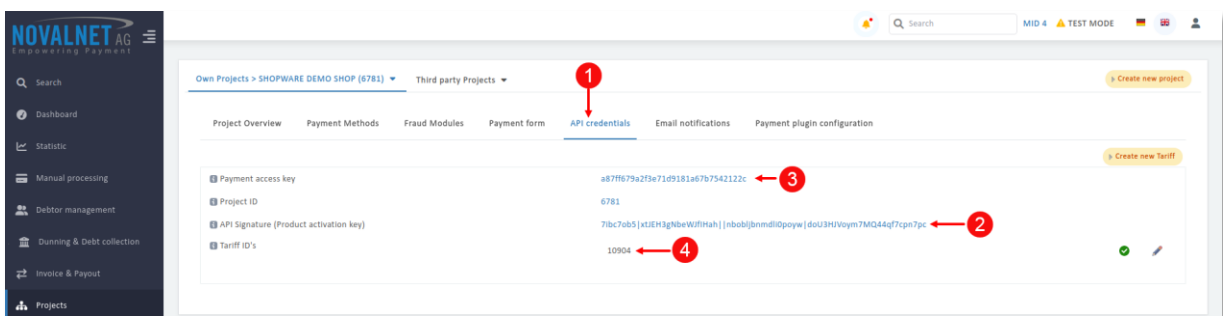 NOVALNET AG
Empowering Payment
Search
MID 4 TEST MODE
Search
Dashboard
Statistic
Manual processing
Debtor management
Dunning & Debt collection
Invoice & Payout
Projects
Own Projects > SHOPWARE DEMO SHOP (6781) Third party Projects
1
Create new project
Project Overview Payment Methods Fraud Modules Payment form API credentials Email notifications Payment plugin configuration
Create new Tariff
Payment access key a87ff679a2f3e71d9181a67b7542122c 3
Project ID 6781
API Signature (Product activation key) 7ibc7ob5|xtJEH3gNbeWJfIHah||nbobljbnmdli0poyw|doU3HJVoym7MQ44qf7cpn7pc 2
Tariff ID's 10904 4